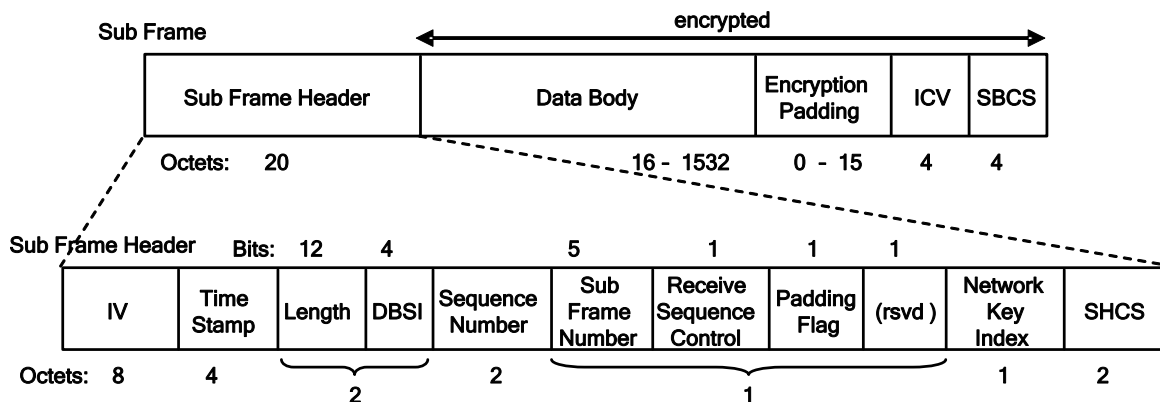 Sub Frame
encrypted
Sub Frame Header
Data Body
Encryption
Padding
ICV
SBCS
Octets: 20 16 - 1532 0 - 15 4 4
Sub Frame Header Bits: 12 4 5 1 1 1
IV
Time
Stamp
Length
DBSI
Sequence
Number
Sub
Frame
Number
Receive
Sequence
Control
Padding
Flag
(rsvd )
Network
Key
Index
SHCS
Octets: 8 4 2 2 1 1 2